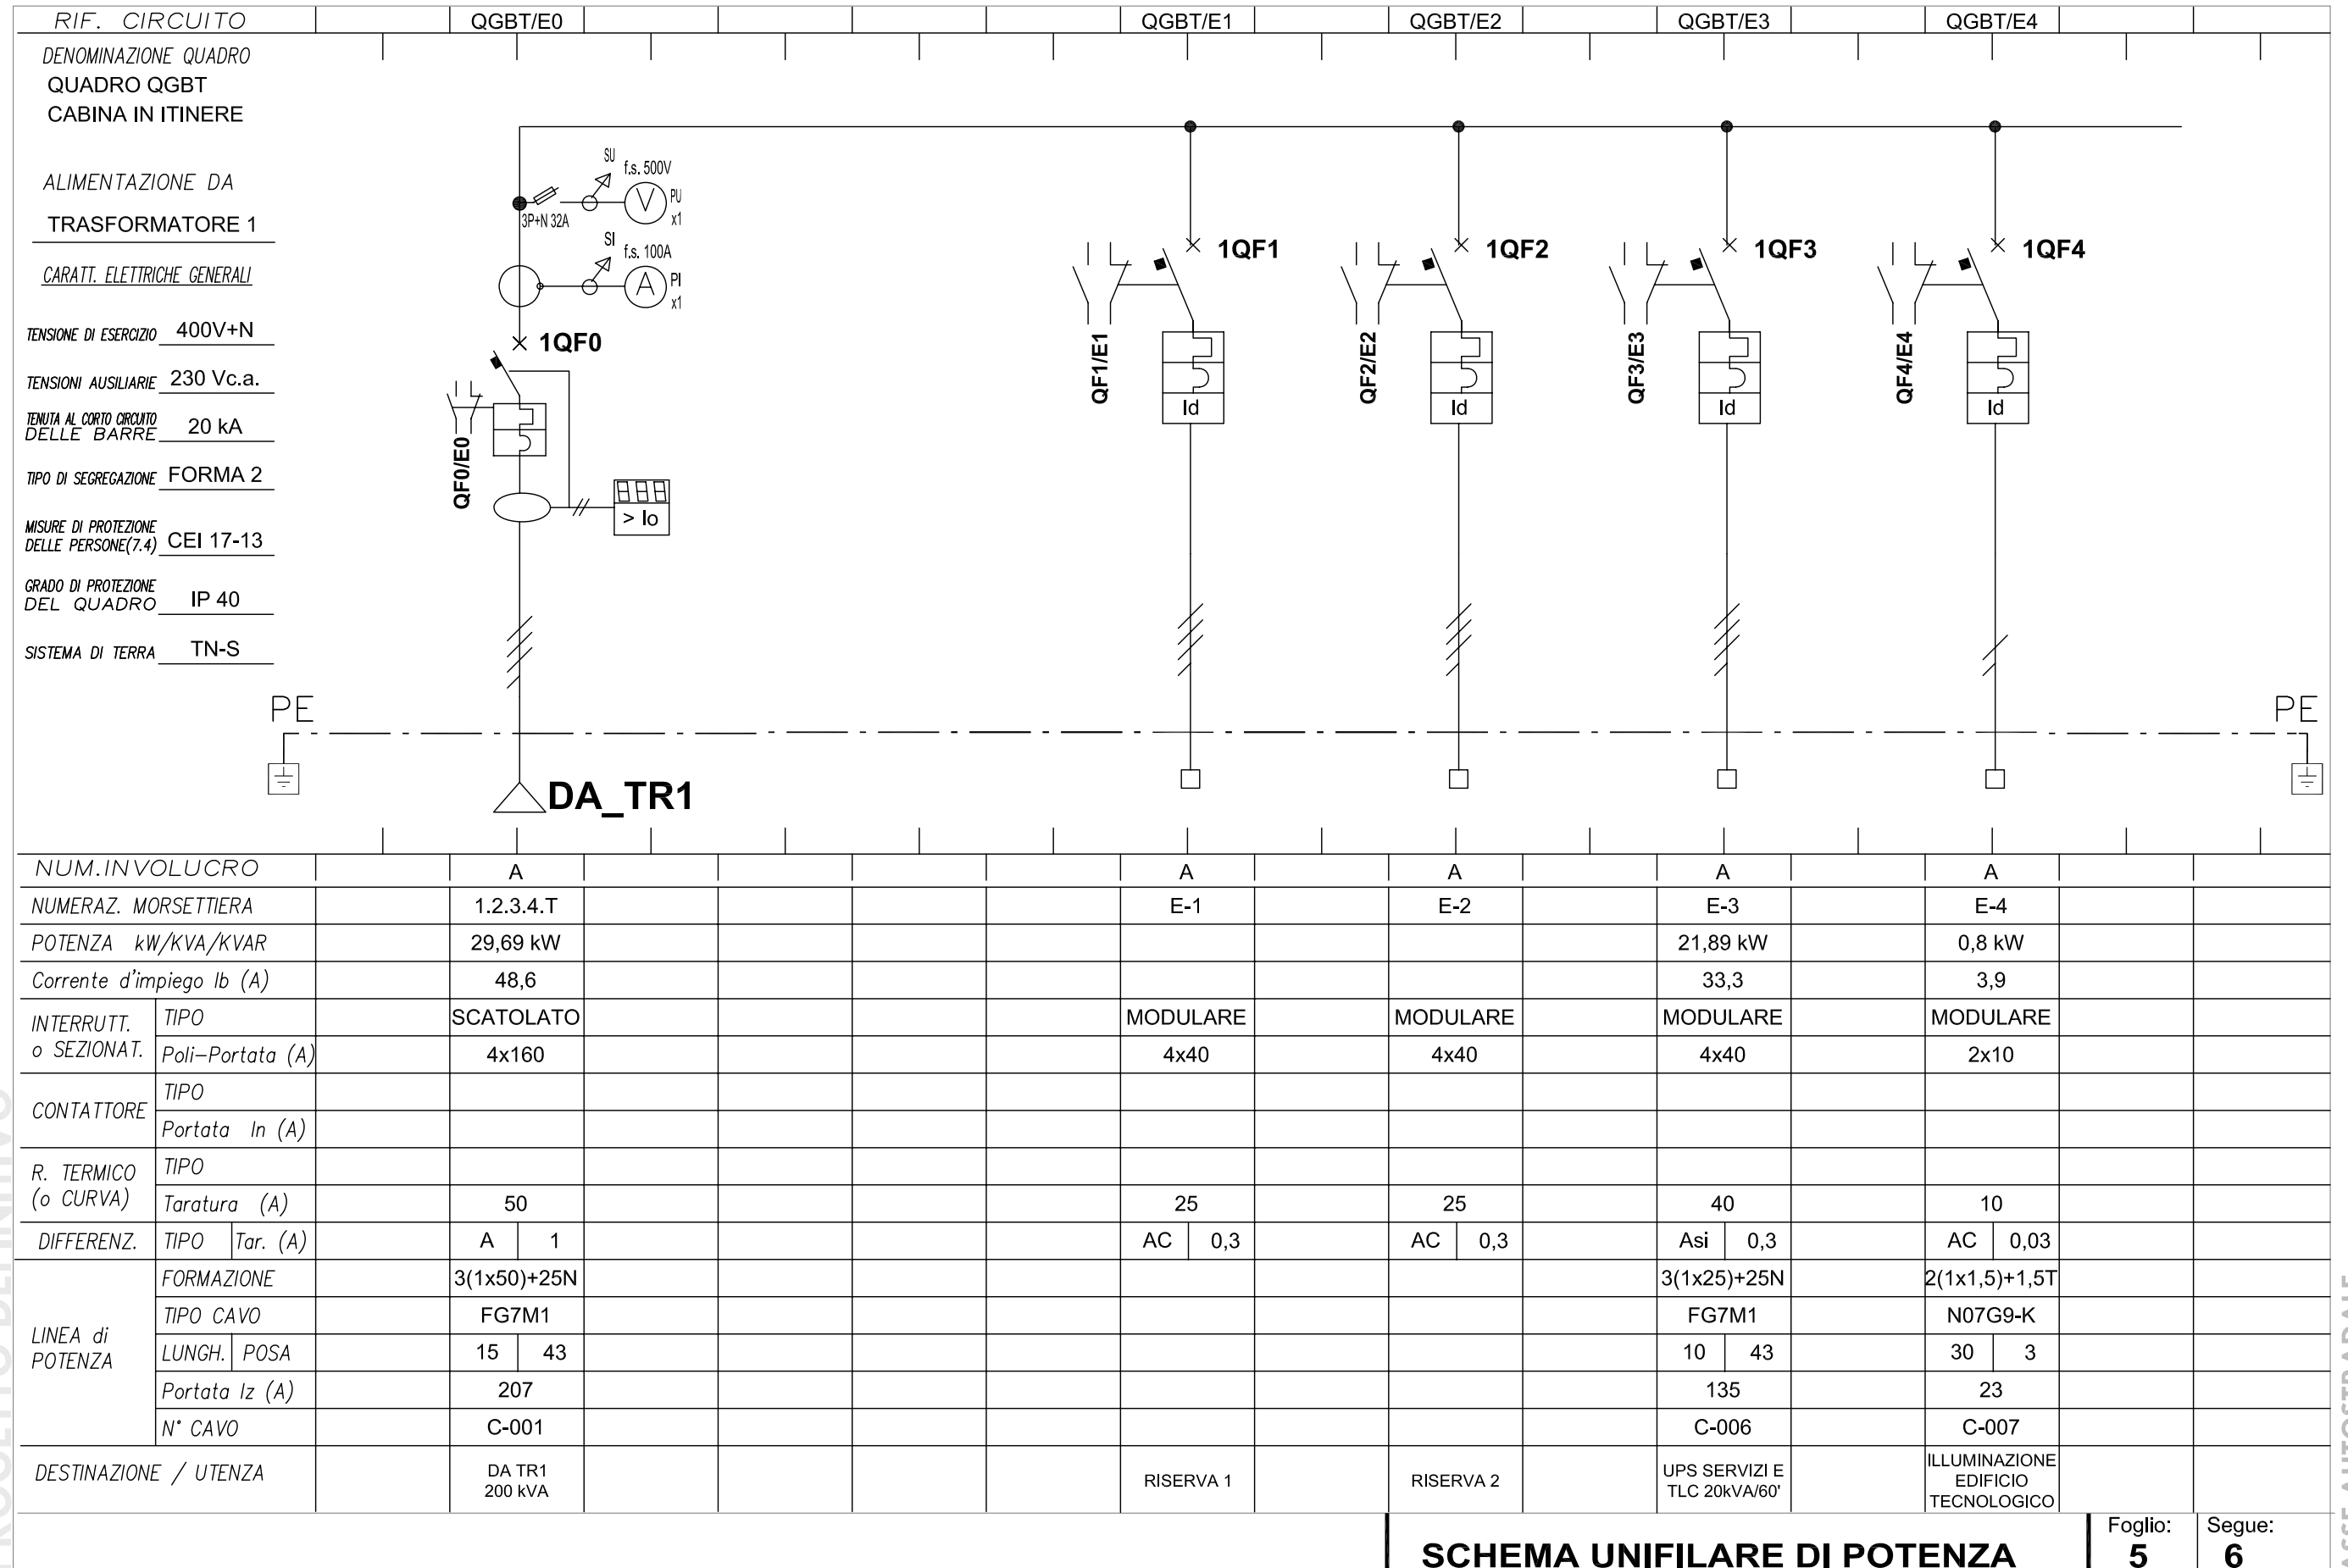 RIF. CIRCUITO QGBT/E0 QGBT/E1 QGBT/E2 QGBT/E3 QGBT/E4
DENOMINAZIONE QUADRO
QUADRO QGBT
CABINA IN ITINERE
ALIMENTAZIONE DA
TRASFORMATORE 1
CARATT. ELETTRICHE GENERALI
TENSIONE DI ESERCIZIO 400V+N
TENSIONI AUSILIARIE 230 Vc.a.
TENUTA AL CORTO CIRCUITO
DELLE BARRE 20 kA
TIPO DI SEGREGAZIONE FORMA 2
MISURE DI PROTEZIONE
DELLE PERSONE(7.4) CEI 17-13
GRADO DI PROTEZIONE
DEL QUADRO IP 40
SISTEMA DI TERRA TN-S
SU
f.s. 500V
V
PU
x1
3P+N 32A
SI
f.s. 100A
A
PI
x1
1QF0
QF0/E0
> Io
1QF1
QF1/E1
Id
1QF2
QF2/E2
Id
1QF3
QF3/E3
Id
1QF4
QF4/E4
Id
PE PE
DA_TR1
NUM.INVOLUCRO A A A A A
NUMERAZ. MORSETTIERA 1.2.3.4.T E-1 E-2 E-3 E-4
POTENZA kW/KVA/KVAR 29,69 kW 21,89 kW 0,8 kW
Corrente d'impiego Ib (A) 48,6 33,3 3,9
INTERRUTT.
o SEZIONAT.
TIPO SCATOLATO MODULARE MODULARE MODULARE MODULARE
Poli-Portata (A) 4x160 4x40 4x40 4x40 2x10
CONTATTORE
TIPO
Portata In (A)
R. TERMICO
(o CURVA)
TIPO
Taratura (A) 50 25 25 40 10
DIFFERENZ. TIPO Tar. (A) A 1 AC 0,3 AC 0,3 Asi 0,3 AC 0,03
LINEA di
POTENZA
FORMAZIONE 3(1x50)+25N 3(1x25)+25N 2(1x1,5)+1,5T
TIPO CAVO FG7M1 FG7M1 N07G9-K
LUNGH. POSA 15 43 10 43 30 3
Portata Iz (A) 207 135 23
N° CAVO C-001 C-006 C-007
DESTINAZIONE / UTENZA
DA TR1
200 kVA
RISERVA 1
RISERVA 2
UPS SERVIZI E
TLC 20kVA/60'
ILLUMINAZIONE
EDIFICIO
TECNOLOGICO
SCHEMA UNIFILARE DI POTENZA
Foglio:
5
Segue:
6